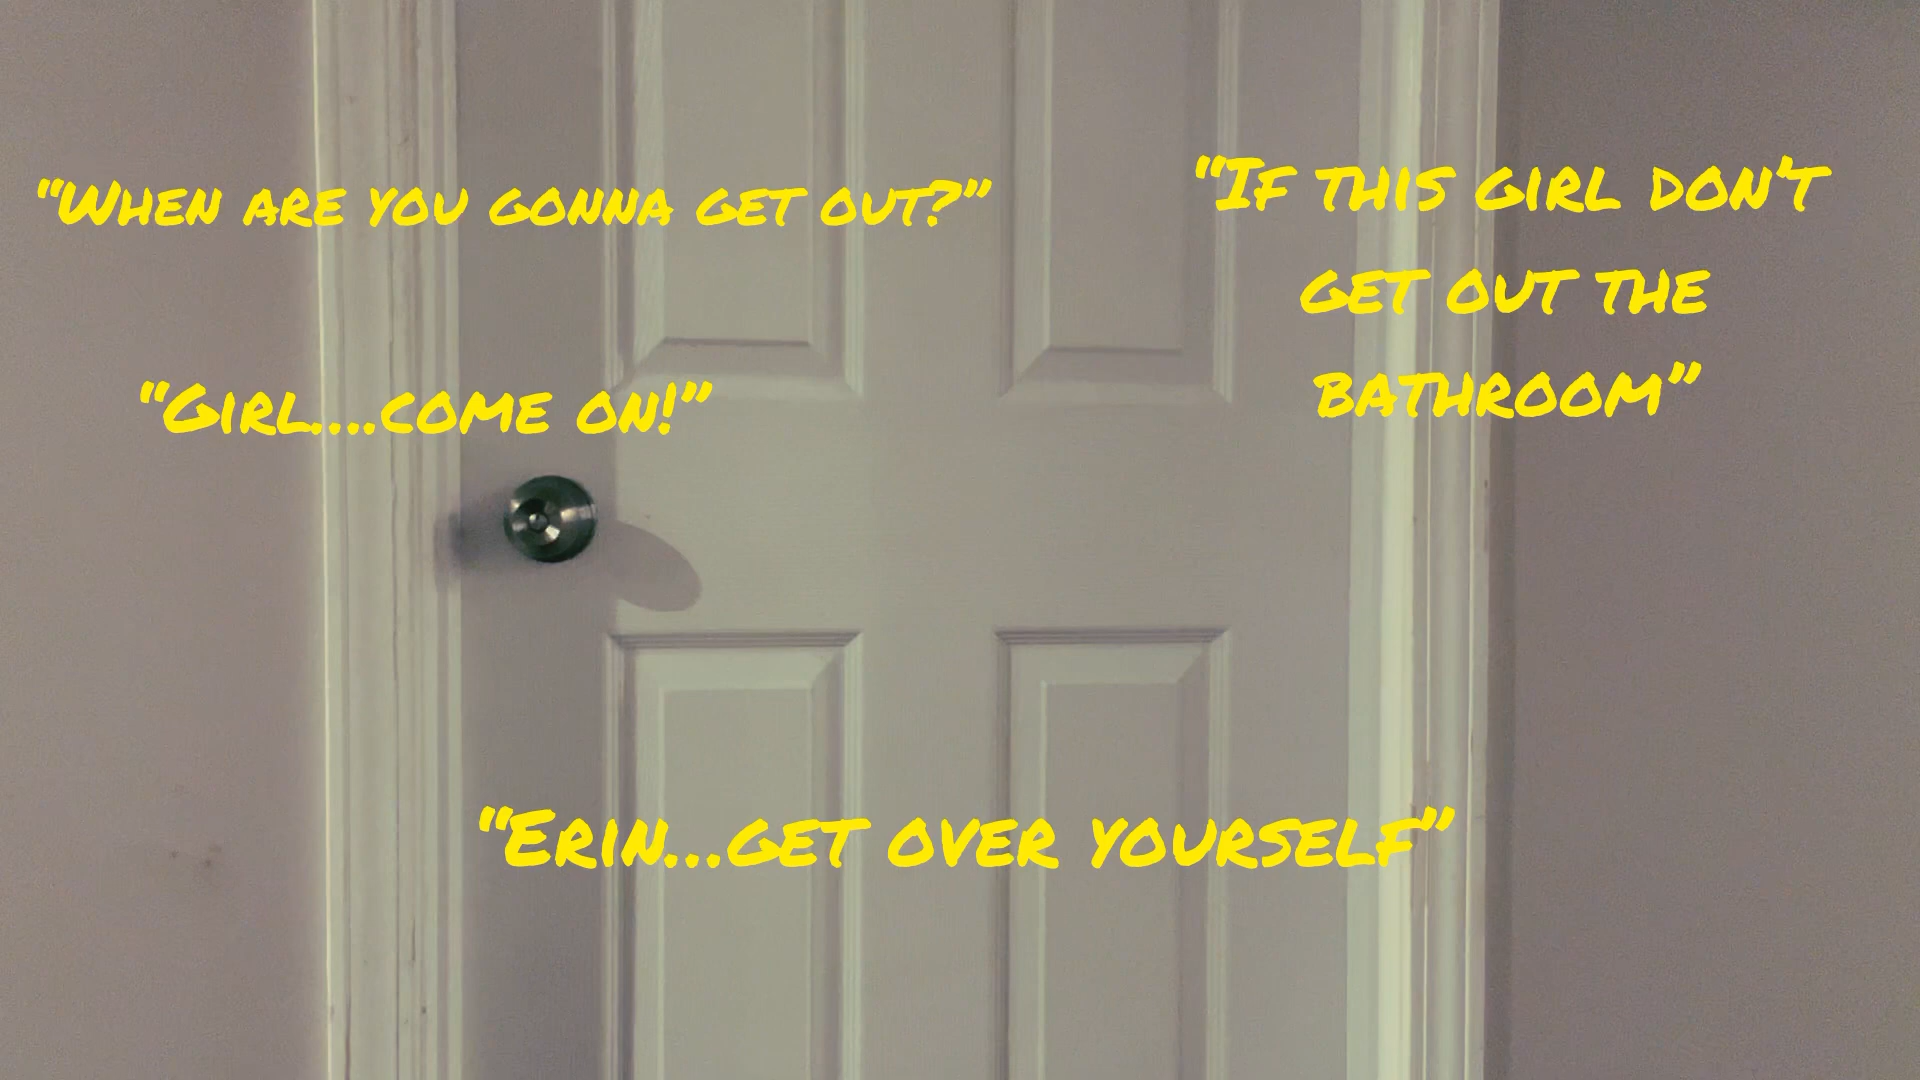 “When are you gonna get out?”
“If this girl don't
get out the
bathroom”
“Girl....come on!”
“Erin...get over yourself”